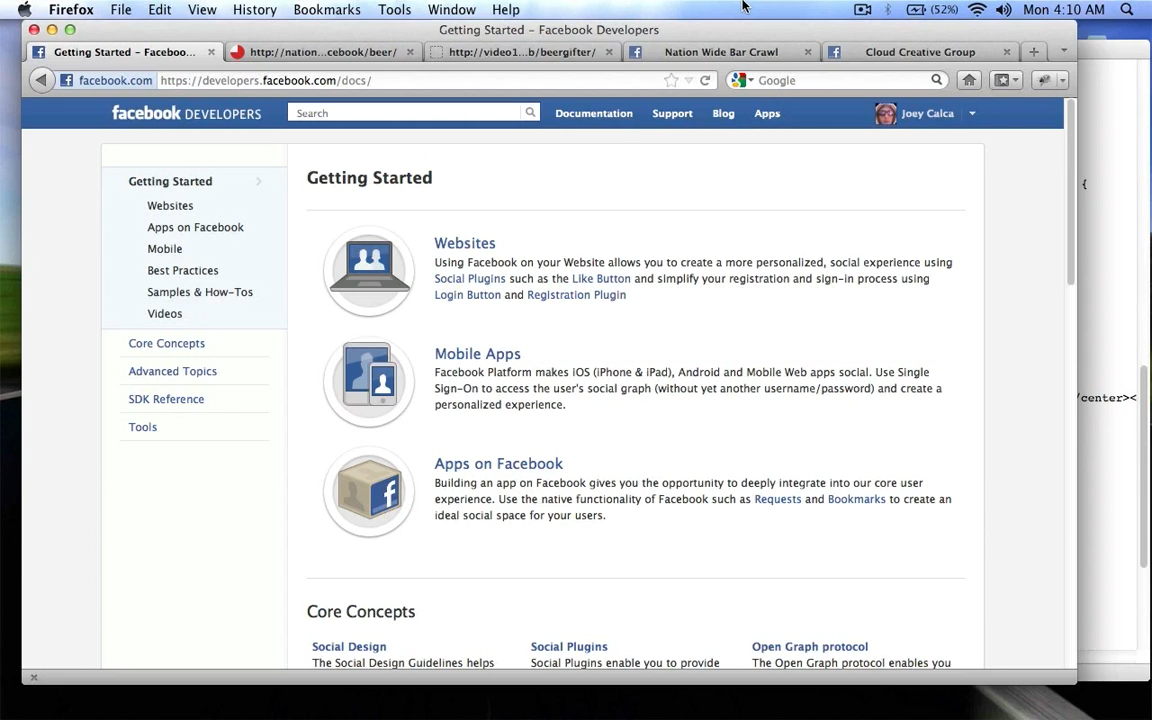 Firefox File Edit View History Bookmarks Tools Window Help (52%) Mon 4:10 AM
Getting Started - Facebook Developers
Getting Started - Faceboo... http://nation...cebook/beer/ http://video1...b/beergifter/ Nation Wide Bar Crawl Cloud Creative Group
facebook.com https://developers.facebook.com/docs/ Google
facebook DEVELOPERS Search Documentation Support Blog Apps Joey Calca
Getting Started
Websites
Apps on Facebook
Mobile
Best Practices
Samples & How-Tos
Videos
Core Concepts
Advanced Topics
SDK Reference
Tools
Getting Started
Websites
Using Facebook on your Website allows you to create a more personalized, social experience using
Social Plugins such as the Like Button and simplify your registration and sign-in process using
Login Button and Registration Plugin
Mobile Apps
Facebook Platform makes iOS (iPhone & iPad), Android and Mobile Web apps social. Use Single
Sign-On to access the user's social graph (without yet another username/password) and create a
personalized experience.
Apps on Facebook
Building an app on Facebook gives you the opportunity to deeply integrate into our core user
experience. Use the native functionality of Facebook such as Requests and Bookmarks to create an
ideal social space for your users.
Core Concepts
Social Design Social Plugins Open Graph protocol
The Social Design Guidelines helps Social Plugins enable you to provide The Open Graph protocol enables you
{
/center><